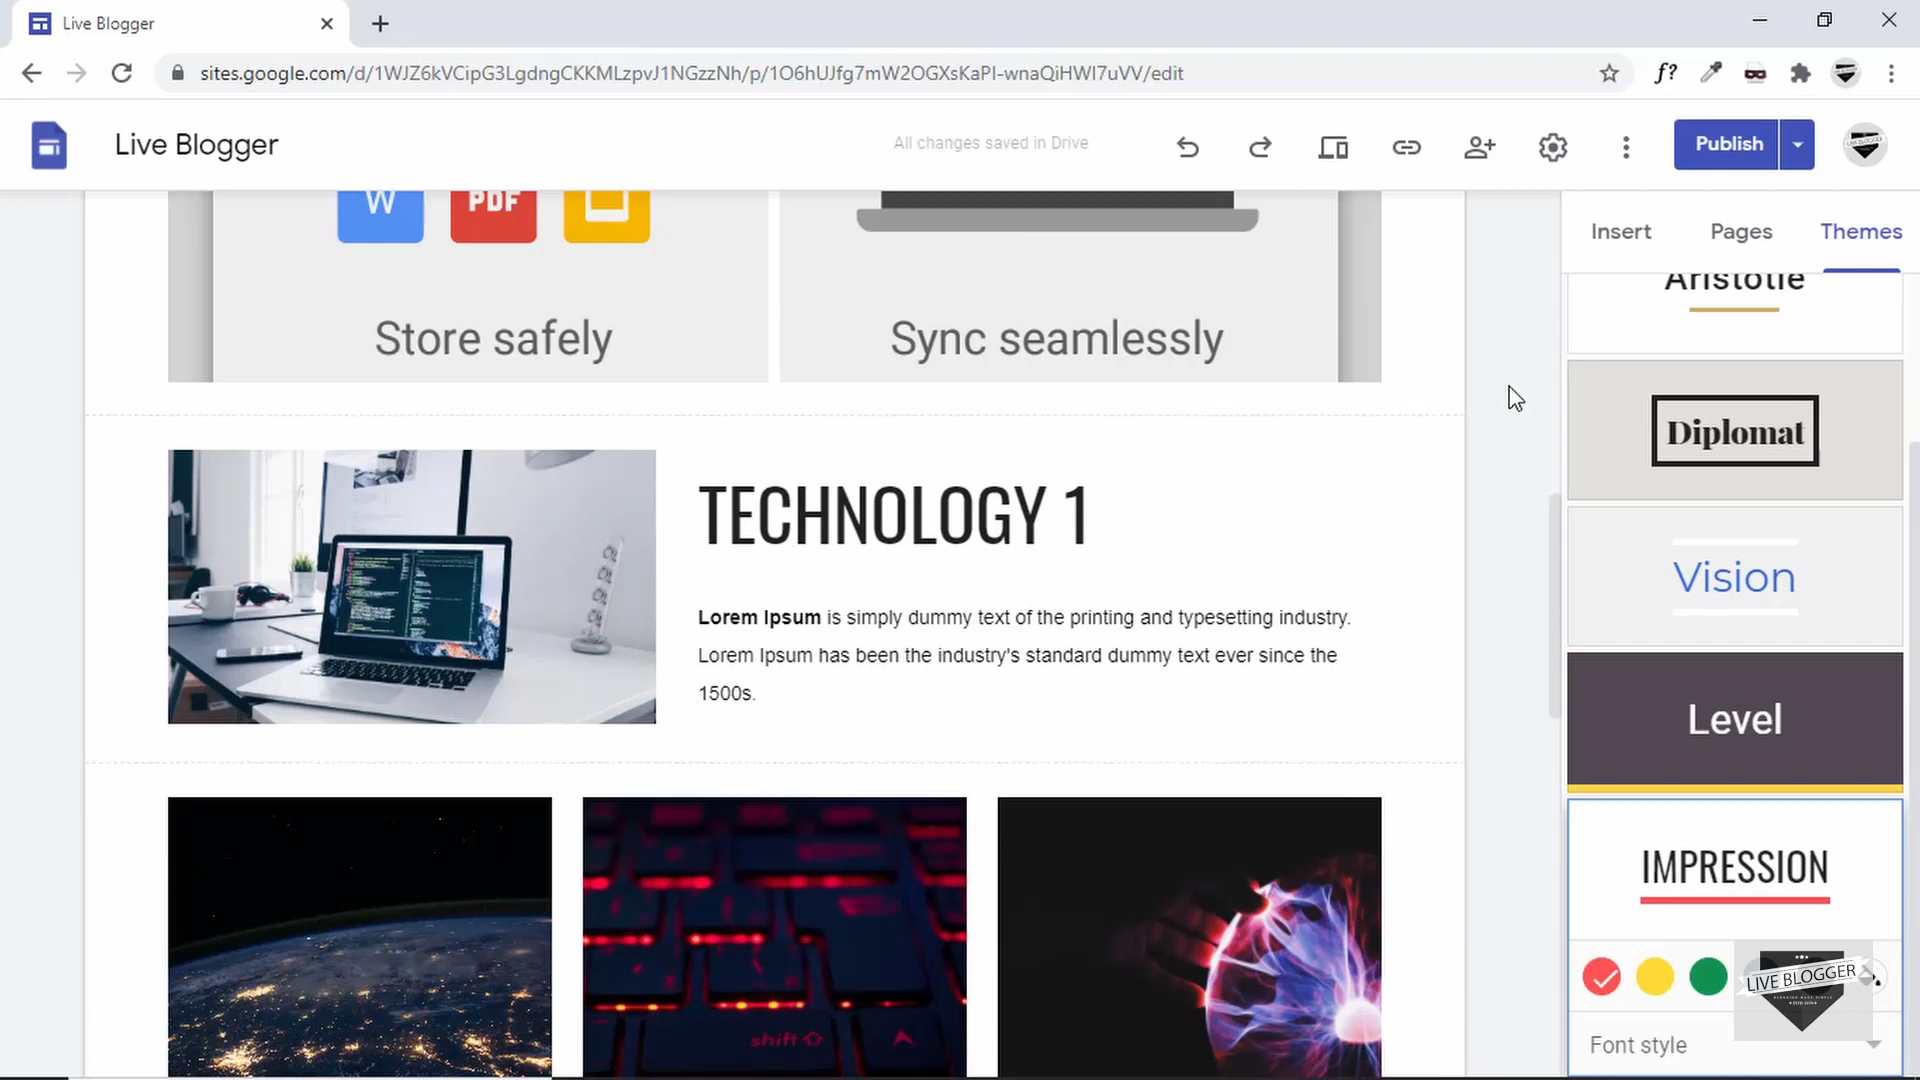 Live Blogger
sites.google.com/d/1WJZ6kVCipG3LgdngCKKMLzpvJ1NGzzNh/p/1O6hUJfg7mW2OGXsKaPI-wnaQiHWI7uVV/edit
f?
Live Blogger
All changes saved in Drive
Publish
Insert
Pages
Themes
W
PDF
Aristotle
Store safely
Sync seamlessly
Diplomat
TECHNOLOGY 1
Vision
Lorem Ipsum is simply dummy text of the printing and typesetting industry.
Lorem Ipsum has been the industry's standard dummy text ever since the
1500s.
Level
IMPRESSION
LIVE BLOGGER
shift
Font style